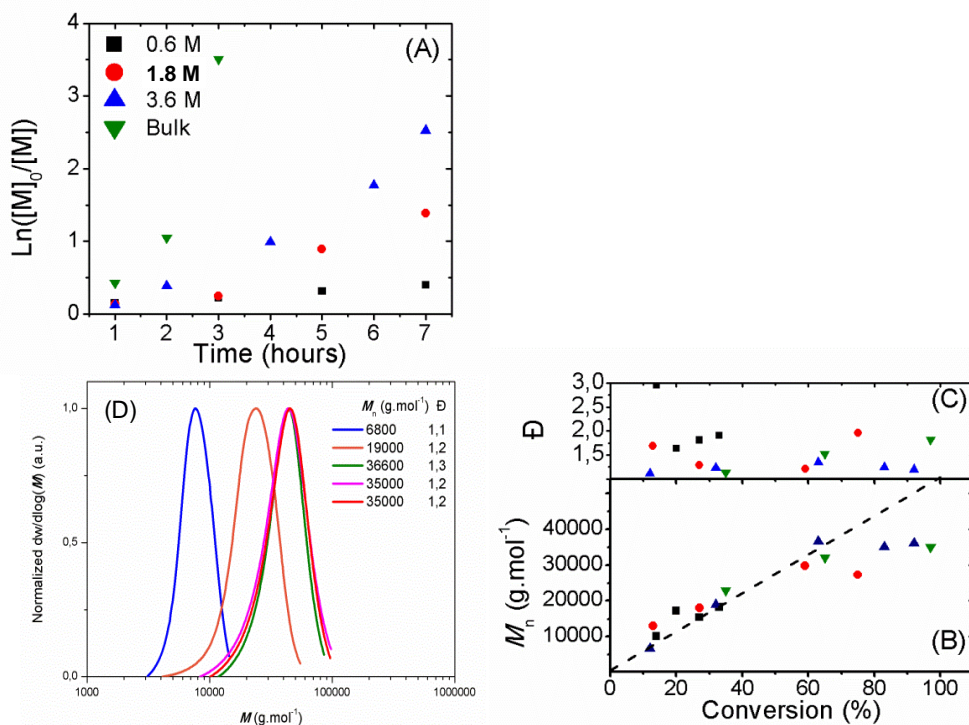 (A)
Ln([M]₀/[M])
4
3
2
1
0
0.6 M
1.8 M
3.6 M
Bulk
1 2 3 4 5 6 7
Time (hours)
(D)
Normalized dw/dlog(M) (a.u.)
1,0
0,5
0,0
Mn (g.mol⁻¹) Đ
6800 1,1
19000 1,2
36600 1,3
35000 1,2
35000 1,2
1000 10000 100000 1000000
M (g.mol⁻¹)
(C)
Đ
3,0
2,5
2,0
1,5
(B)
Mn (g.mol⁻¹)
50000
40000
30000
20000
10000
0 20 40 60 80 100
Conversion (%)